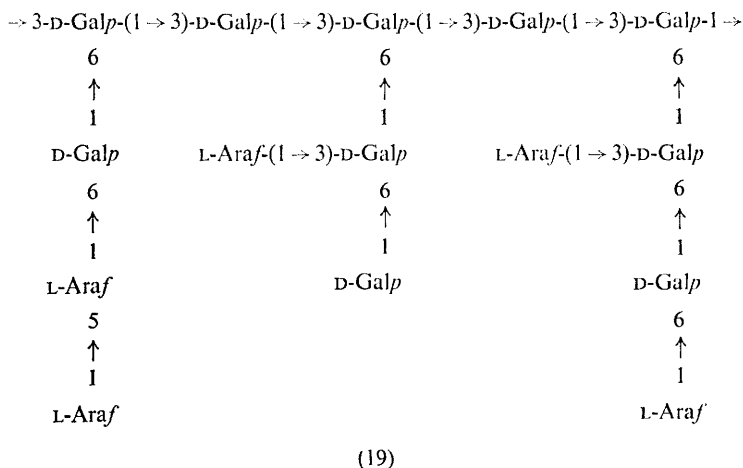 → 3-D-Galp-(1 → 3)-D-Galp-(1 → 3)-D-Galp-(1 → 3)-D-Galp-(1 → 3)-D-Galp-1 →
6 6 6
↑ ↑ ↑
1 1 1
D-Galp L-Araf-(1 → 3)-D-Galp L-Araf-(1 → 3)-D-Galp
6 6 6
↑ ↑ ↑
1 1 1
L-Araf D-Galp D-Galp
5 6
↑ ↑
1 1
L-Araf L-Araf
(19)